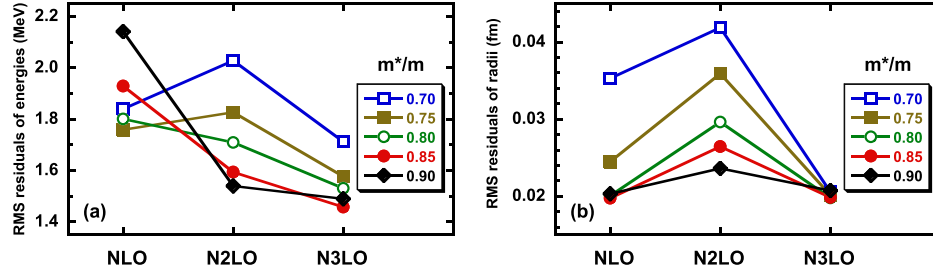 RMS residuals of energies (MeV)
2.2
2.0
1.8
1.6
1.4
m*/m
0.70
0.75
0.80
0.85
0.90
(a)
NLO N2LO N3LO
RMS residuals of radii (fm)
0.04
0.03
0.02
m*/m
0.70
0.75
0.80
0.85
0.90
(b)
NLO N2LO N3LO